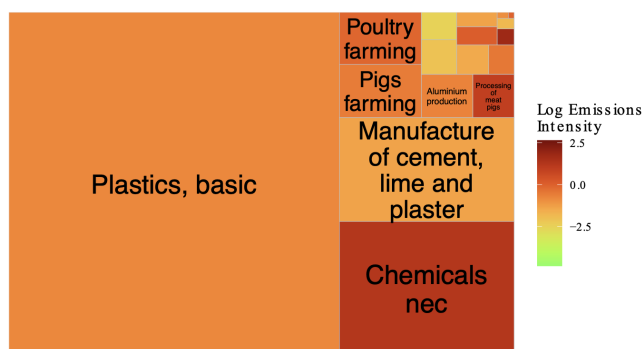 Poultry
farming
Pigs
farming
Aluminium
production
Processing
of
meat
pigs
Plastics, basic
Manufacture
of cement,
lime and
plaster
Chemicals
nec
Log Emissions
Intensity
2.5
0.0
−2.5